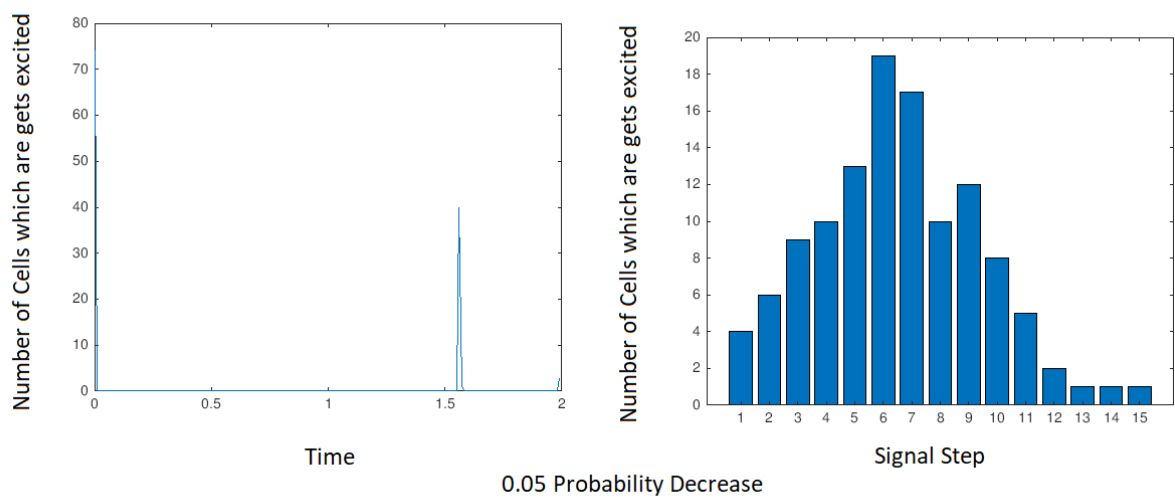 Number of Cells which are gets excited
80
70
60
50
40
30
20
10
0
0 0.5 1 1.5 2
Time
Number of Cells which are gets excited
20
18
16
14
12
10
8
6
4
2
0
1 2 3 4 5 6 7 8 9 10 11 12 13 14 15
Signal Step
0.05 Probability Decrease